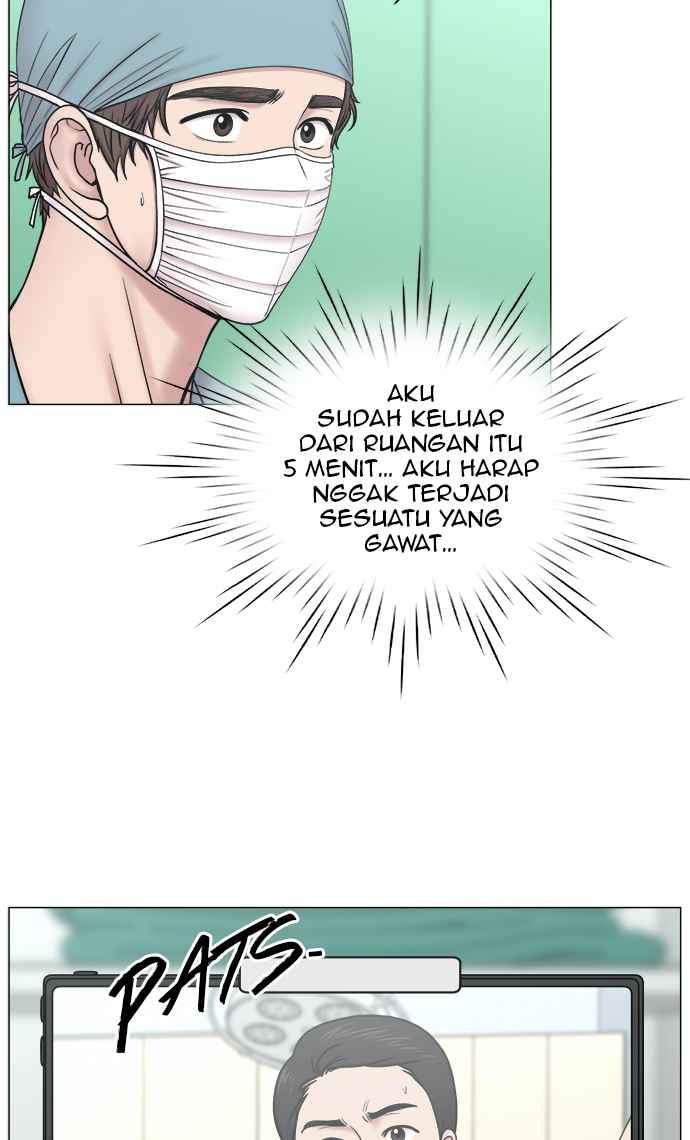 AKU
SUDAH KELUAR
DARI RUANGAN ITU
5 MENIT... AKU HARAP
NGGAK TERJADI
SESUATU YANG
GAWAT...
PATS-